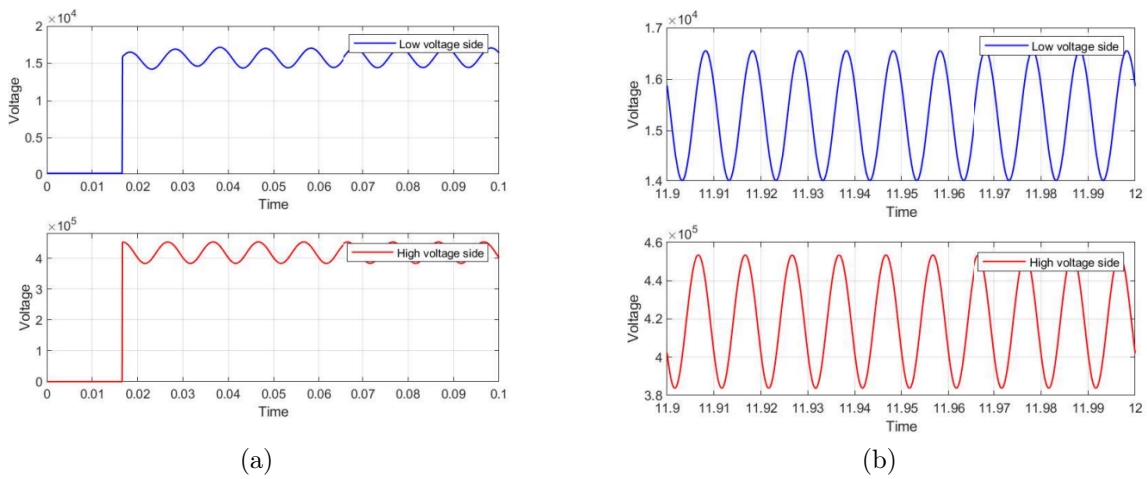 ×10⁴
2
1.5
1
0.5
0
Voltage
Low voltage side
0 0.01 0.02 0.03 0.04 0.05 0.06 0.07 0.08 0.09 0.1
Time
×10⁵
4
3
2
1
0
Voltage
High voltage side
0 0.01 0.02 0.03 0.04 0.05 0.06 0.07 0.08 0.09 0.1
Time
(a)
×10⁴
1.7
1.6
1.5
1.4
Voltage
Low voltage side
11.9 11.91 11.92 11.93 11.94 11.95 11.96 11.97 11.98 11.99 12
Time
×10⁵
4.6
4.4
4.2
4
3.8
Voltage
High voltage side
11.9 11.91 11.92 11.93 11.94 11.95 11.96 11.97 11.98 11.99 12
Time
(b)